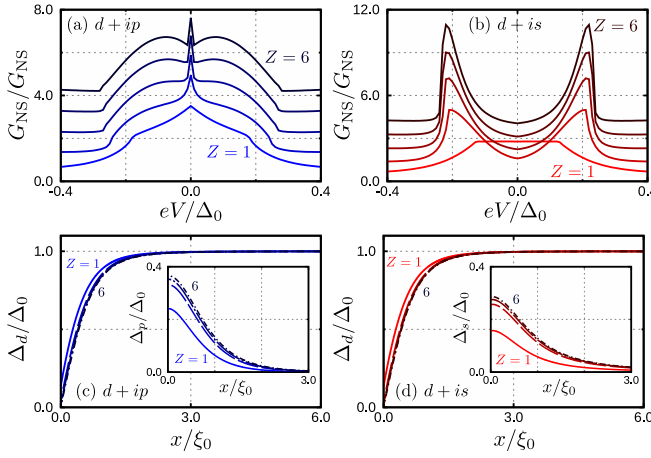 (a) d + ip
Z = 6
Z = 1
8.0
4.0
0.0
G_NS/G_NS
-0.4
-0.2
0.0
0.2
0.4
eV/Δ_0
(b) d + is
Z = 6
Z = 1
12.0
6.0
0.0
G_NS/G_NS
-0.4
-0.2
0.0
0.2
0.4
eV/Δ_0
Z = 1
6
1.0
0.0
Δ_d/Δ_0
0.4
0.0
Δ_p/Δ_0
6
Z = 1
0.0
3.0
x/ξ_0
(c) d + ip
0.0
3.0
6.0
x/ξ_0
Z = 1
6
1.0
0.0
Δ_d/Δ_0
0.4
0.0
Δ_s/Δ_0
6
Z = 1
0.0
3.0
x/ξ_0
(d) d + is
0.0
3.0
6.0
x/ξ_0